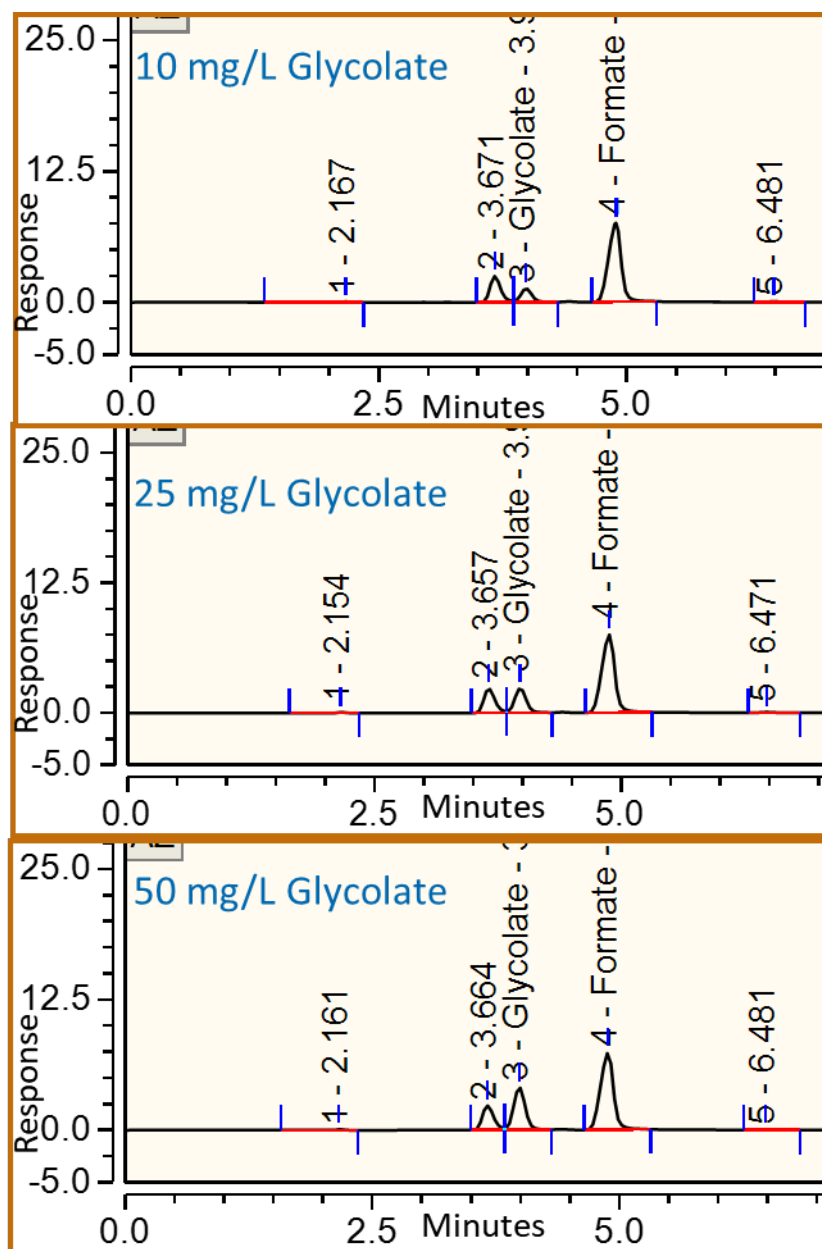 25.0
10 mg/L Glycolate
12.5
Response
0.0
-5.0
1 - 2.167
2 - 3.671
3 - Glycolate - 3.9
4 - Formate -
5 - 6.481
0.0
2.5
Minutes
5.0
25.0
25 mg/L Glycolate
12.5
Response
0.0
-5.0
1 - 2.154
2 - 3.657
3 - Glycolate - 3.9
4 - Formate -
5 - 6.471
0.0
2.5
Minutes
5.0
25.0
50 mg/L Glycolate
12.5
Response
0.0
-5.0
1 - 2.161
2 - 3.664
3 - Glycolate -
4 - Formate -
5 - 6.481
0.0
2.5
Minutes
5.0